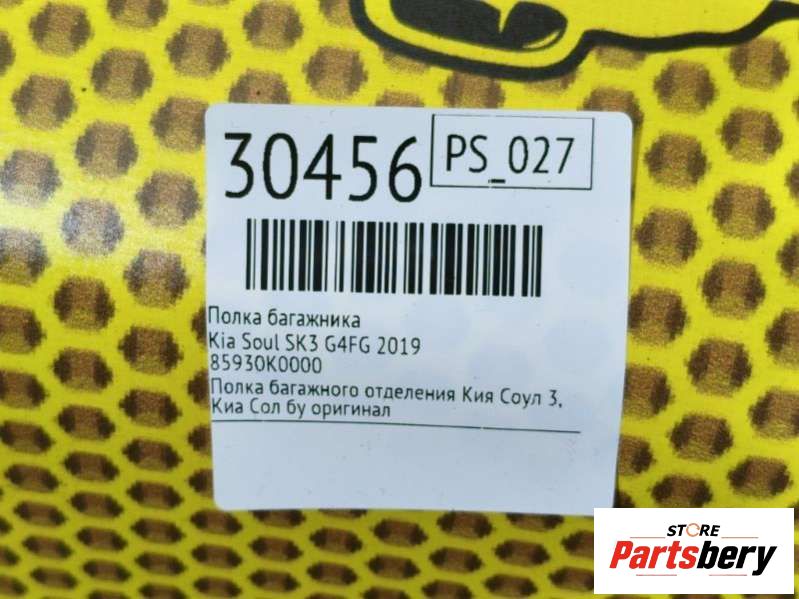 30456
PS_027
Полка багажника
Kia Soul SK3 G4FG 2019
85930K0000
Полка багажного отделения Кия Соул 3,
Киа Сол бу оригинал
STORE
Partsbery